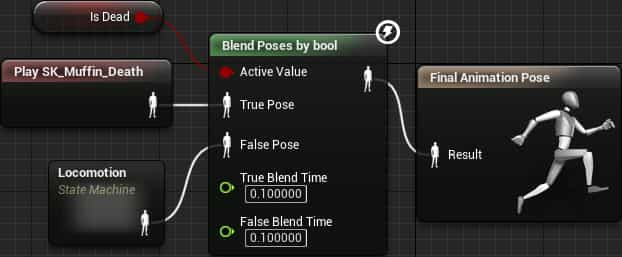 Is Dead
Blend Poses by bool
Play SK_Muffin_Death
Active Value
True Pose
False Pose
Locomotion
State Machine
True Blend Time
0.100000
False Blend Time
0.100000
Final Animation Pose
Result